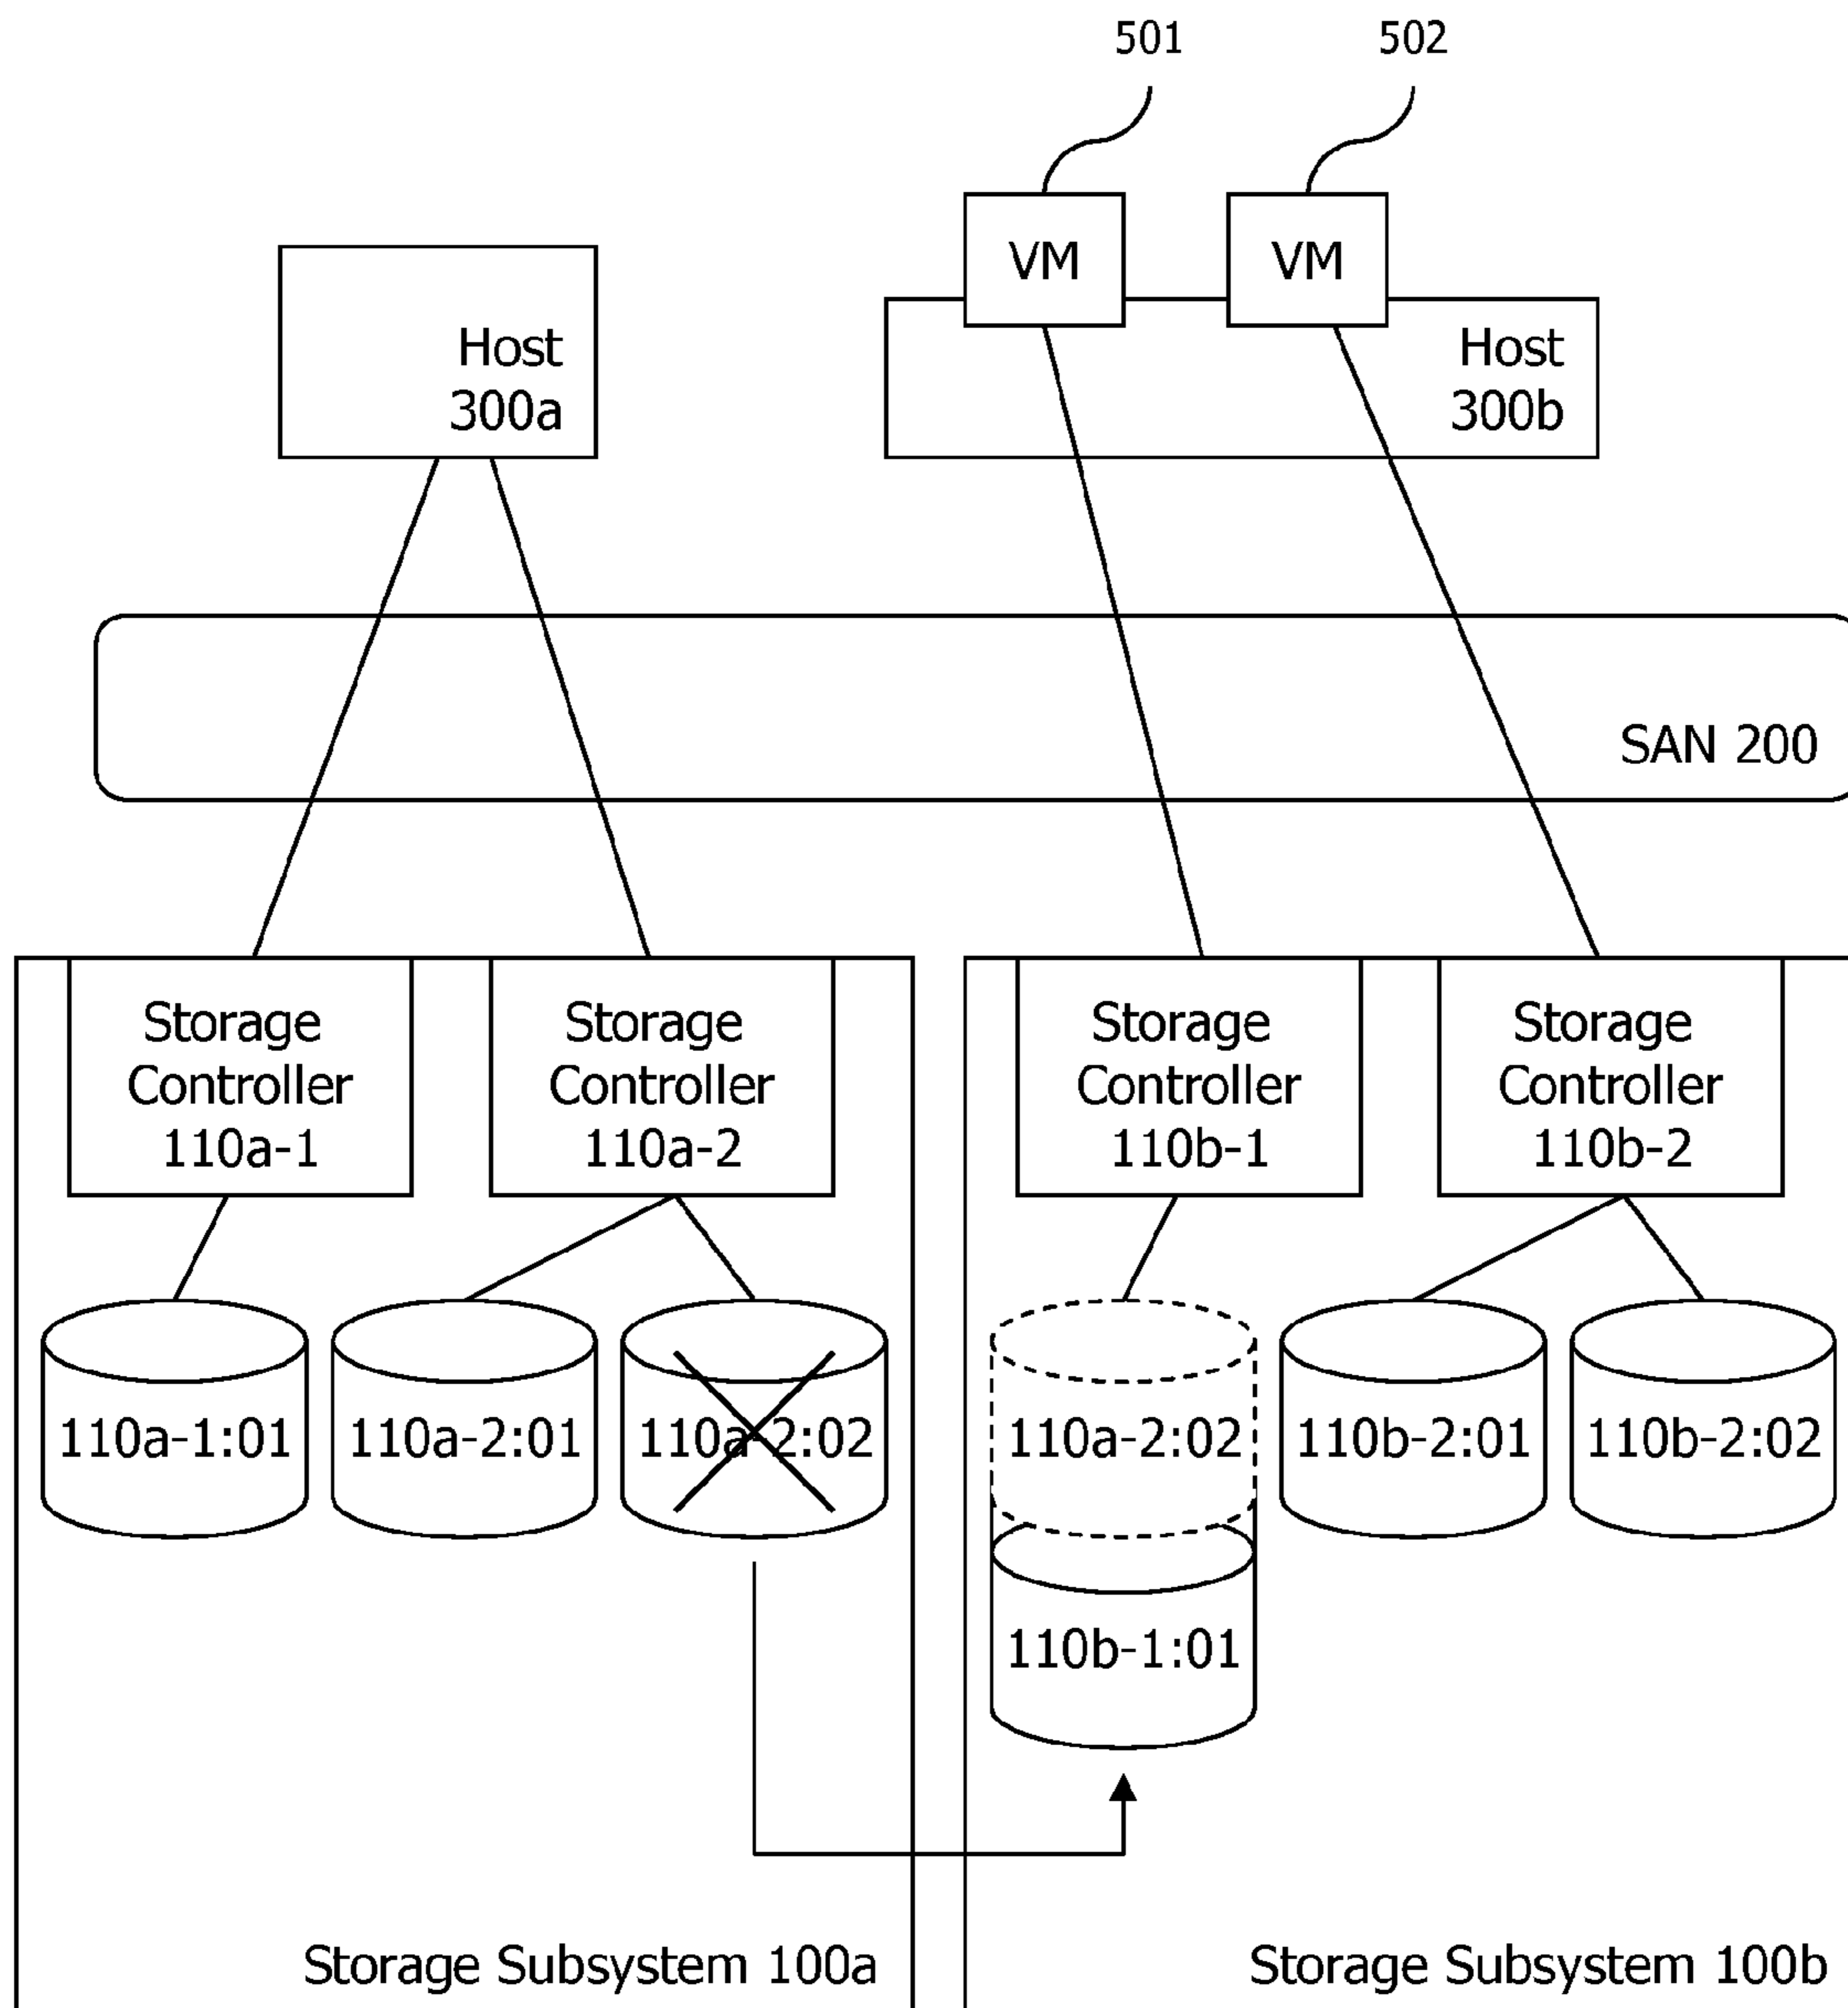 501
502
VM
VM
Host
300a
Host
300b
SAN 200
Storage
Controller
110a-1
Storage
Controller
110a-2
Storage
Controller
110b-1
Storage
Controller
110b-2
110a-1:01
110a-2:01
110a-2:02
110a-2:02
110b-2:01
110b-2:02
110b-1:01
Storage Subsystem 100a
Storage Subsystem 100b